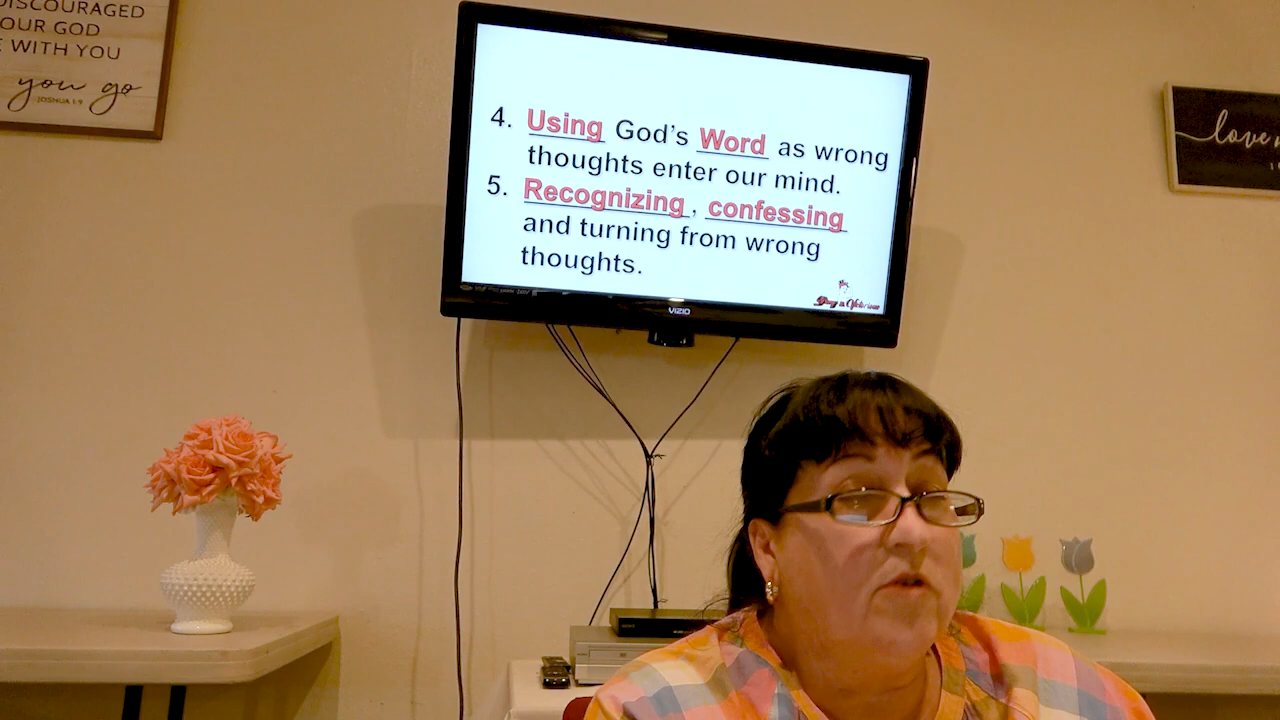 DISCOURAGED
OUR GOD
WITH YOU
you go
JOSHUA 1:9
4. Using God's Word as wrong
thoughts enter our mind.
5. Recognizing, confessing
and turning from wrong
thoughts.
VIZIO
love